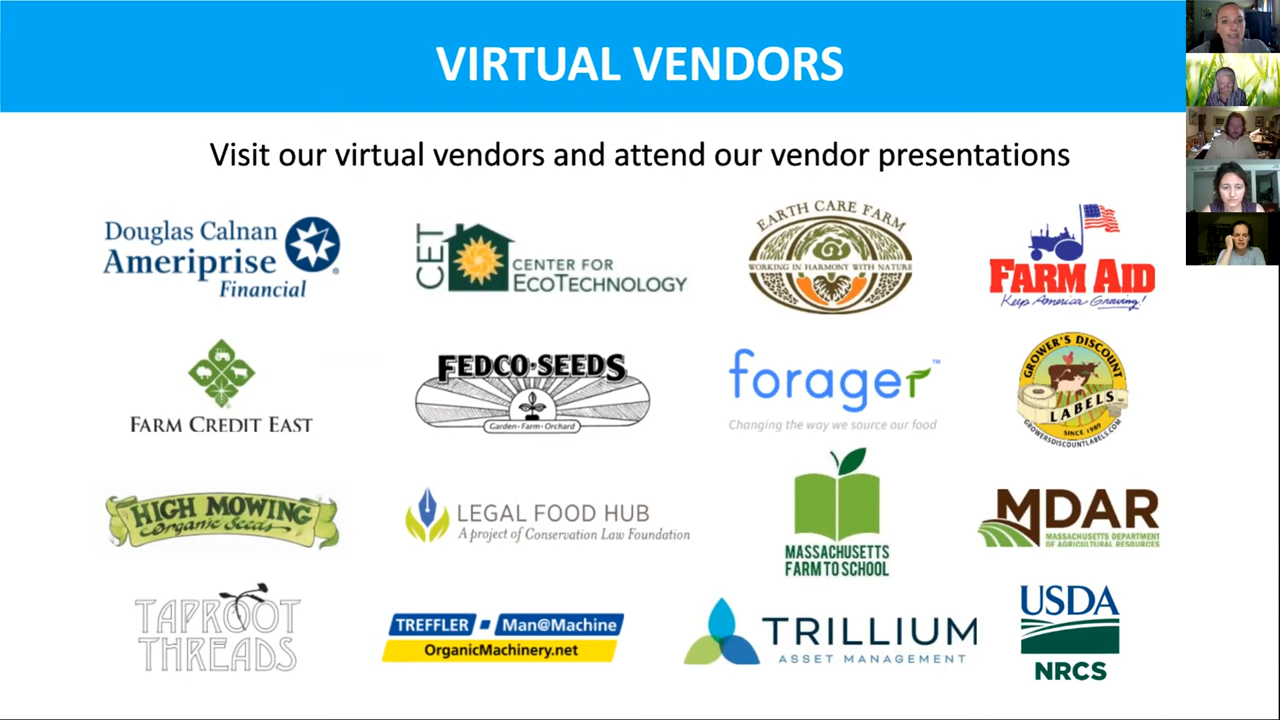 VIRTUAL VENDORS
Visit our virtual vendors and attend our vendor presentations
Douglas Calnan
Ameriprise
Financial
CET
CENTER FOR
ECOTECHNOLOGY
EARTH CARE FARM
WORKING IN HARMONY WITH NATURE
FARM AID
Keep America Growing!
FARM CREDIT EAST
FEDCO·SEEDS
Garden · Farm · Orchard
forager™
Changing the way we source our food
GROWER'S DISCOUNT
LABELS
SINCE 1989
GROWERSDISCOUNTLABELS.COM
HIGH MOWING
Organic Seeds
LEGAL FOOD HUB
A project of Conservation Law Foundation
MASSACHUSETTS
FARM TO SCHOOL
MDAR
MASSACHUSETTS DEPARTMENT
OF AGRICULTURAL RESOURCES
TAPROOT
THREADS
TREFFLER Man@Machine
OrganicMachinery.net
TRILLIUM
ASSET MANAGEMENT
USDA
NRCS